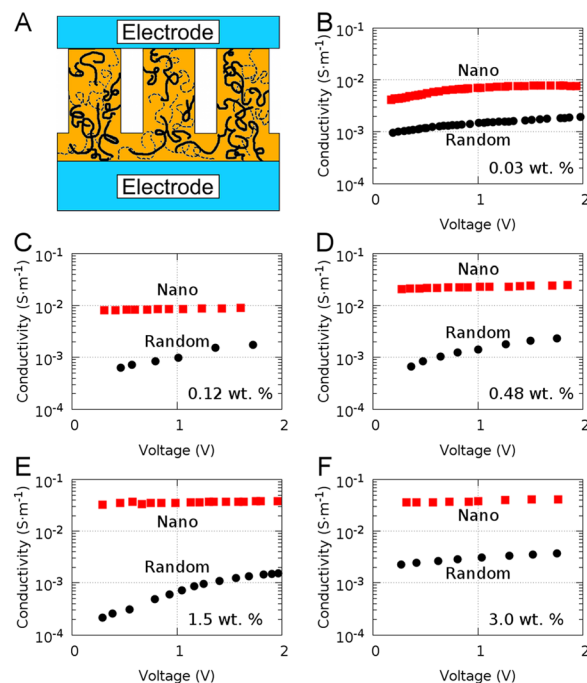 A
Electrode
Electrode
B
Conductivity (S·m⁻¹)
10⁻¹
10⁻²
10⁻³
10⁻⁴
Nano
Random
0.03 wt. %
0
1
2
Voltage (V)
C
Conductivity (S·m⁻¹)
10⁻¹
10⁻²
10⁻³
10⁻⁴
Nano
Random
0.12 wt. %
0
1
2
Voltage (V)
D
Conductivity (S·m⁻¹)
10⁻¹
10⁻²
10⁻³
10⁻⁴
Nano
Random
0.48 wt. %
0
1
2
Voltage (V)
E
Conductivity (S·m⁻¹)
10⁻¹
10⁻²
10⁻³
10⁻⁴
Nano
Random
1.5 wt. %
0
1
2
Voltage (V)
F
Conductivity (S·m⁻¹)
10⁻¹
10⁻²
10⁻³
10⁻⁴
Nano
Random
3.0 wt. %
0
1
2
Voltage (V)